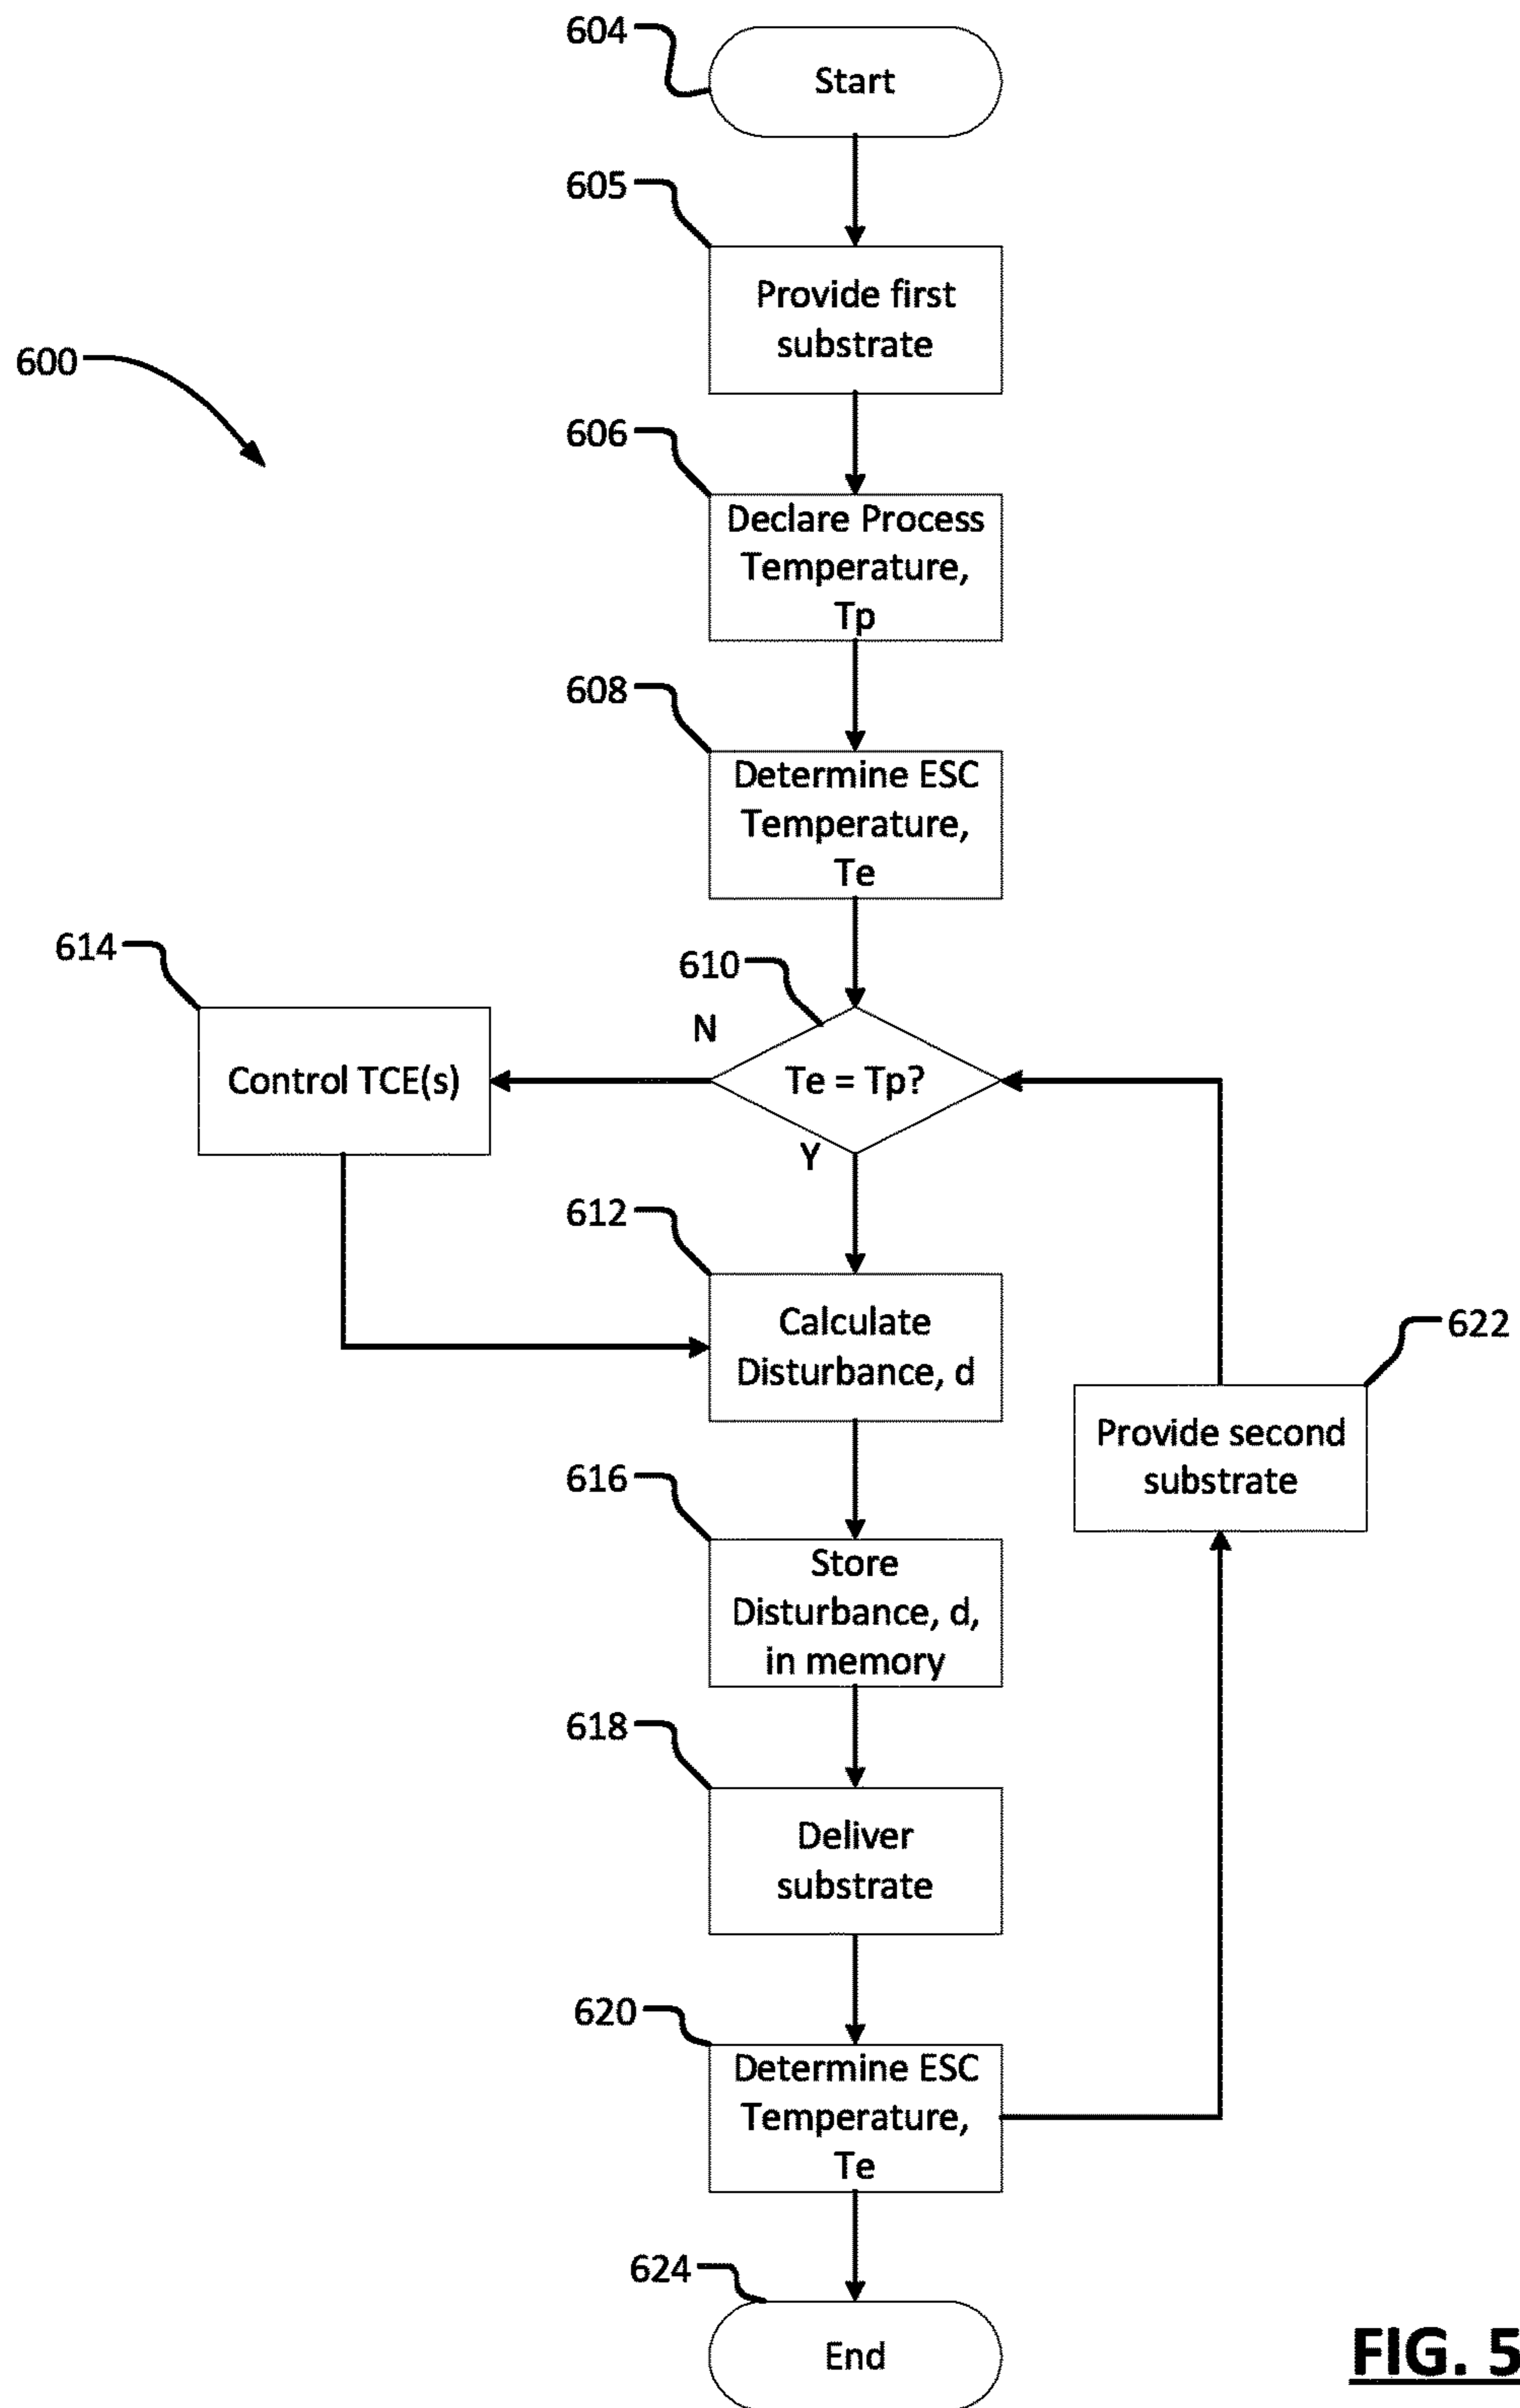 604
Start
605
Provide first
substrate
600
606
Declare Process
Temperature,
Tp
608
Determine ESC
Temperature,
Te
614
610
N
Control TCE(s)
Te = Tp?
Y
612
Calculate
Disturbance, d
622
Provide second
substrate
616
Store
Disturbance, d,
in memory
618
Deliver
substrate
620
Determine ESC
Temperature,
Te
624
End
FIG. 5